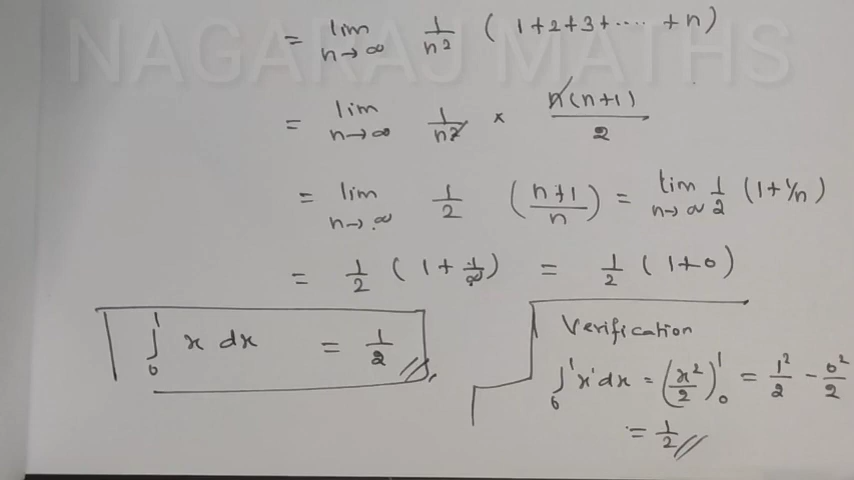 NAGARAJ MATHS
= lim n→∞ 1/n² (1+2+3+....+n)
= lim n→∞ 1/n² × n(n+1)/2
= lim n→∞ 1/2 (n+1/n) = lim n→∞ 1/2 (1+1/n)
= 1/2 (1+1/∞) = 1/2 (1+0)
∫₀¹ x dx = 1/2 //
Verification
∫₀¹ x¹ dx = (x²/2)₀¹ = 1²/2 - 0²/2
= 1/2 //